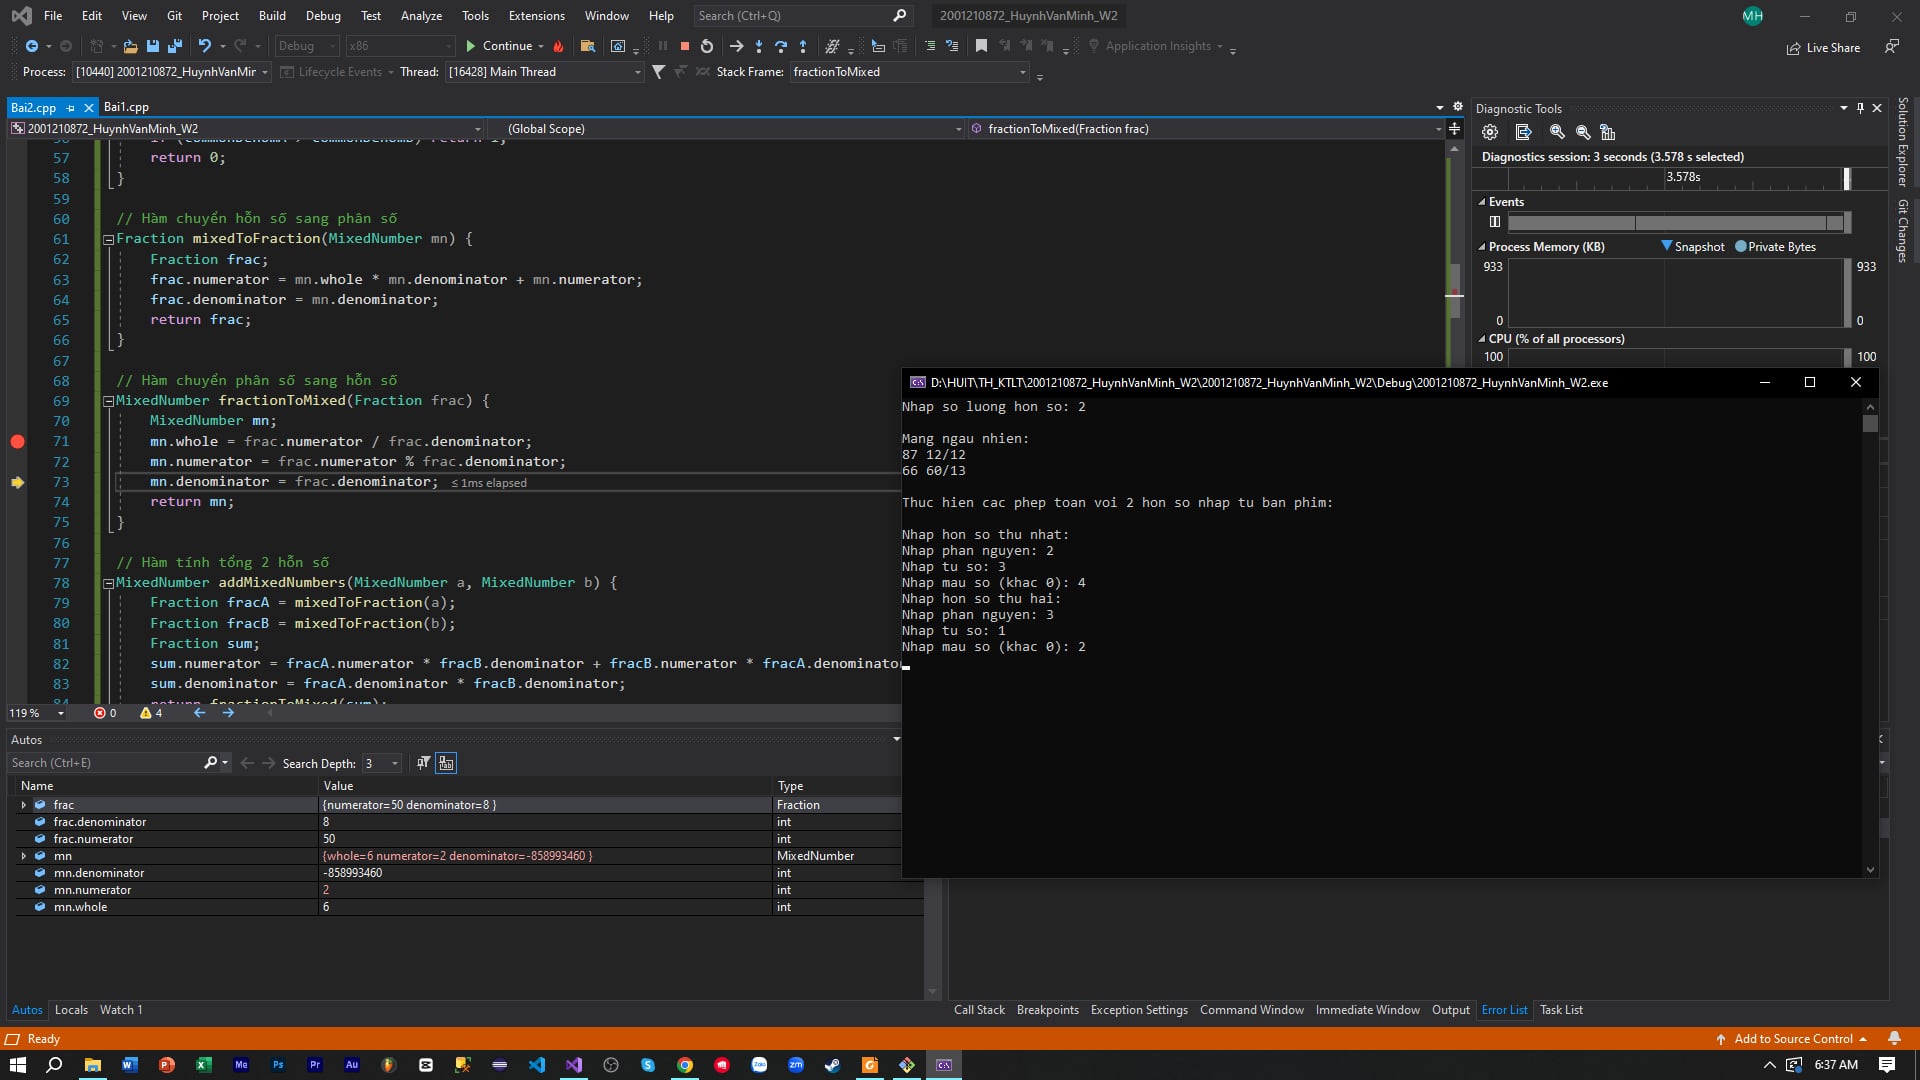 File Edit View Git Project Build Debug Test Analyze Tools Extensions Window Help Search (Ctrl+Q) 2001210872_HuynhVanMinh_W2 MH
Debug x86 Continue Application Insights Live Share
Process: [10440] 2001210872_HuynhVanMir Lifecycle Events Thread: [16428] Main Thread Stack Frame: fractionToMixed
Bai2.cpp Bai1.cpp
2001210872_HuynhVanMinh_W2 (Global Scope) fractionToMixed(Fraction frac)
57 return 0;
58 }
59
60 // Hàm chuyển hỗn số sang phân số
61 Fraction mixedToFraction(MixedNumber mn) {
62 Fraction frac;
63 frac.numerator = mn.whole * mn.denominator + mn.numerator;
64 frac.denominator = mn.denominator;
65 return frac;
66 }
67
68 // Hàm chuyển phân số sang hỗn số
69 MixedNumber fractionToMixed(Fraction frac) {
70 MixedNumber mn;
71 mn.whole = frac.numerator / frac.denominator;
72 mn.numerator = frac.numerator % frac.denominator;
73 mn.denominator = frac.denominator; ≤ 1ms elapsed
74 return mn;
75 }
76
77 // Hàm tính tổng 2 hỗn số
78 MixedNumber addMixedNumbers(MixedNumber a, MixedNumber b) {
79 Fraction fracA = mixedToFraction(a);
80 Fraction fracB = mixedToFraction(b);
81 Fraction sum;
82 sum.numerator = fracA.numerator * fracB.denominator + fracB.numerator * fracA.denominato
83 sum.denominator = fracA.denominator * fracB.denominator;
84 return fractionToMixed(sum);
119 % 0 4
Autos
Search (Ctrl+E) Search Depth: 3
Name Value Type
frac {numerator=50 denominator=8 } Fraction
frac.denominator 8 int
frac.numerator 50 int
mn {whole=6 numerator=2 denominator=-858993460 } MixedNumber
mn.denominator -858993460 int
mn.numerator 2 int
mn.whole 6 int
Autos Locals Watch 1
Diagnostic Tools
Diagnostics session: 3 seconds (3.578 s selected)
3.578s
Events
Process Memory (KB) Snapshot Private Bytes
933 933
0 0
CPU (% of all processors)
100 100
Solution Explorer
Git Changes
D:\HUIT\TH_KTLT\2001210872_HuynhVanMinh_W2\2001210872_HuynhVanMinh_W2\Debug\2001210872_HuynhVanMinh_W2.exe
Nhap so luong hon so: 2
Mang ngau nhien:
87 12/12
66 60/13
Thuc hien cac phep toan voi 2 hon so nhap tu ban phim:
Nhap hon so thu nhat:
Nhap phan nguyen: 2
Nhap tu so: 3
Nhap mau so (khac 0): 4
Nhap hon so thu hai:
Nhap phan nguyen: 3
Nhap tu so: 1
Nhap mau so (khac 0): 2
Call Stack Breakpoints Exception Settings Command Window Immediate Window Output Error List Task List
Ready Add to Source Control
6:37 AM